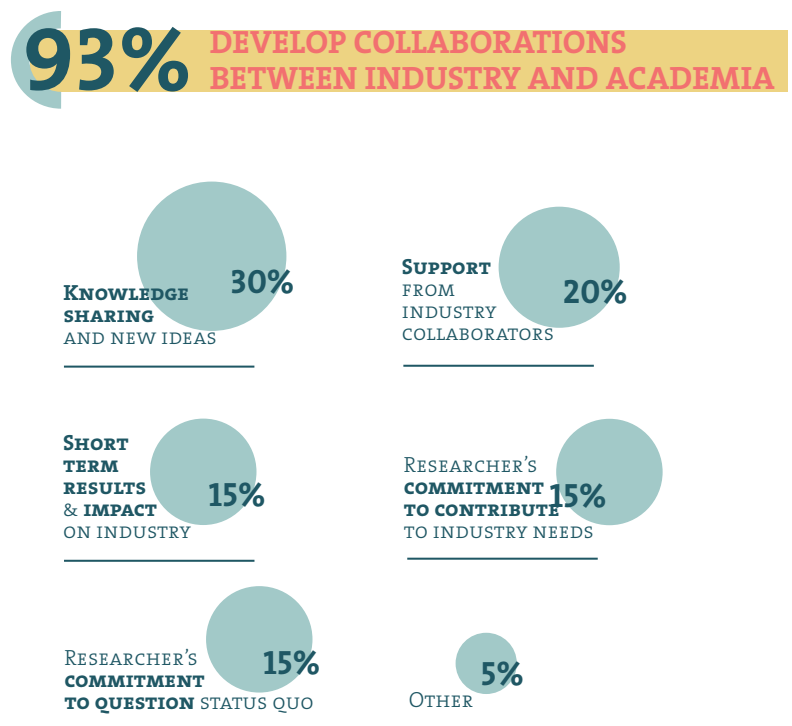 93% DEVELOP COLLABORATIONS
BETWEEN INDUSTRY AND ACADEMIA
30%
KNOWLEDGE
SHARING
AND NEW IDEAS
20%
SUPPORT
FROM
INDUSTRY
COLLABORATORS
15%
SHORT
TERM
RESULTS
& IMPACT
ON INDUSTRY
15%
RESEARCHER'S
COMMITMENT
TO CONTRIBUTE
TO INDUSTRY NEEDS
15%
RESEARCHER'S
COMMITMENT
TO QUESTION STATUS QUO
5%
OTHER